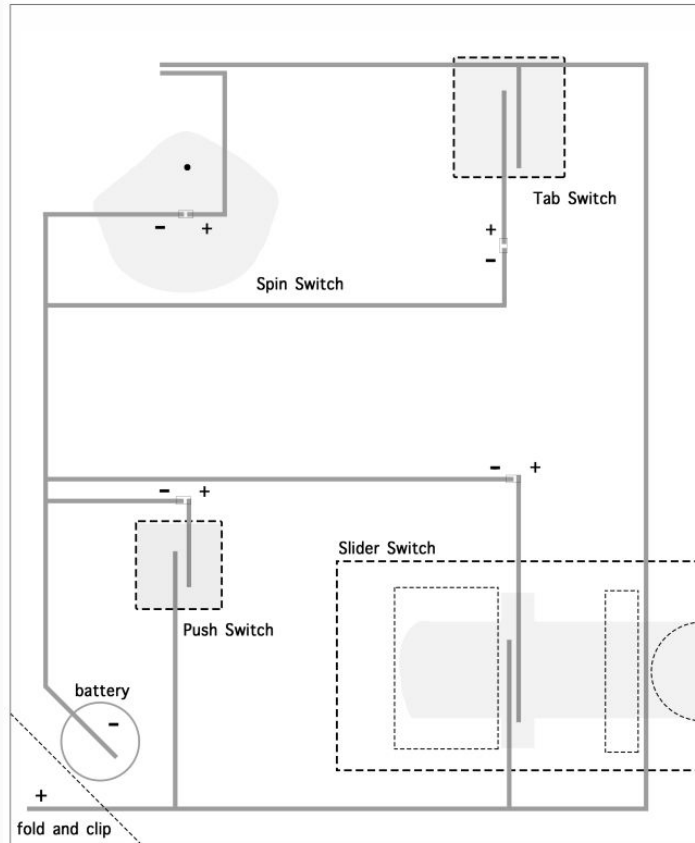 Tab Switch
+
-
- +
Spin Switch
- +
- +
Slider Switch
Push Switch
battery
-
+
fold and clip